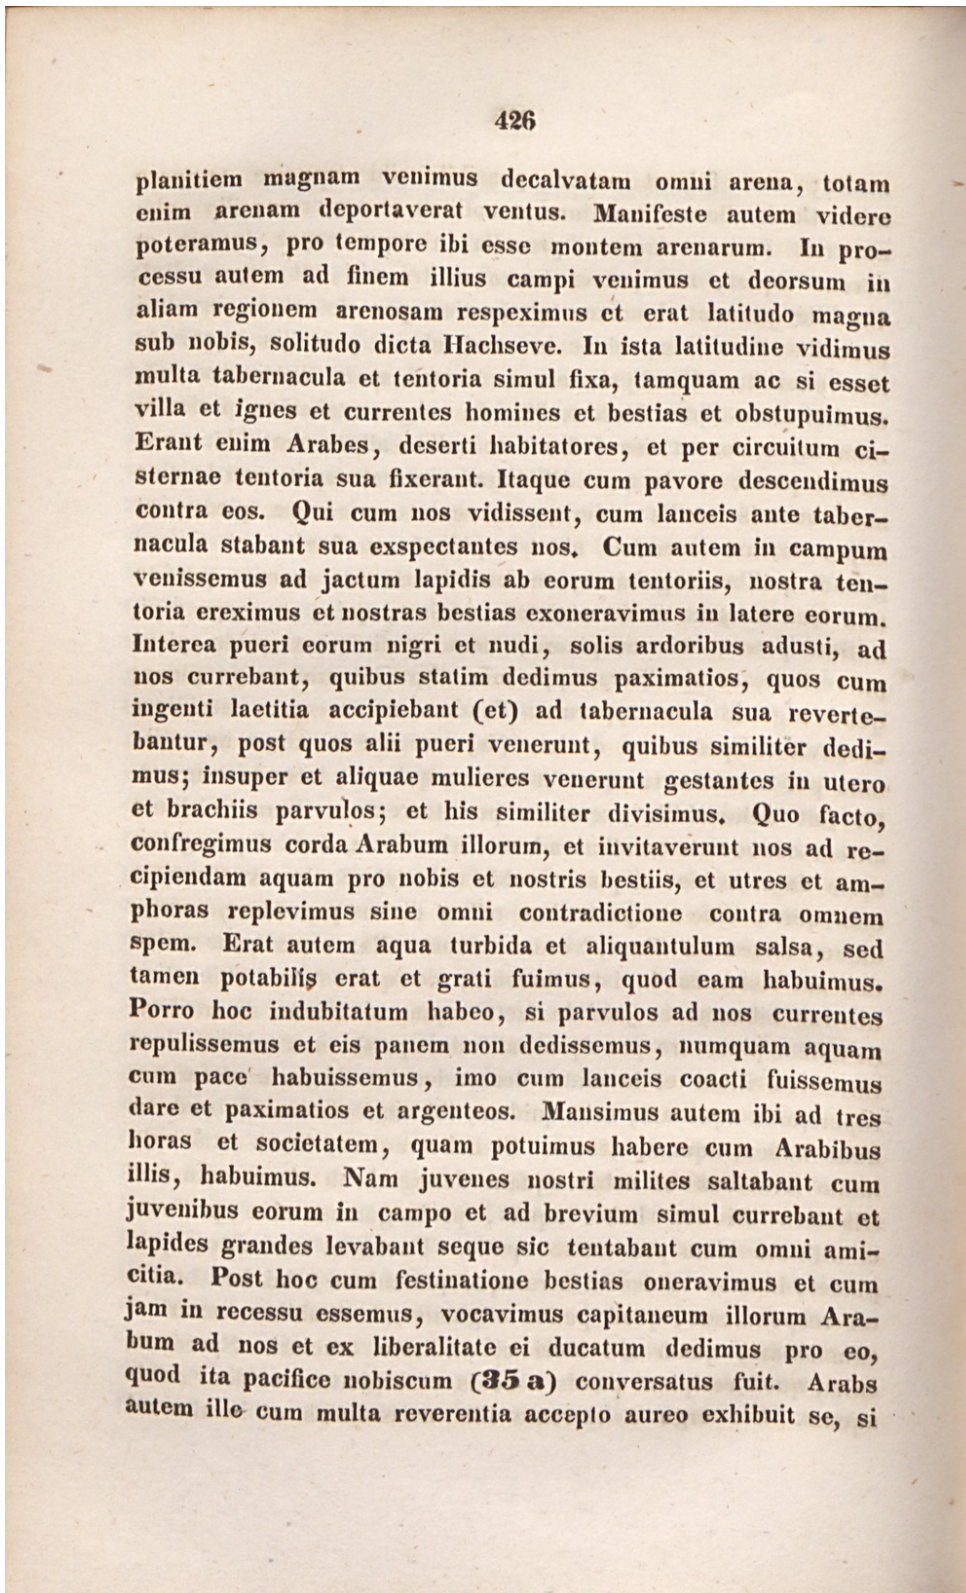 426
planitiem magnam venimus decalvatam omni arena, totam
enim arenam deportaverat ventus. Manifeste autem videre
poteramus, pro tempore ibi esse montem arenarum. In pro-
cessu autem ad finem illius campi venimus et deorsum in
aliam regionem arenosam respeximus et erat latitudo magna
sub nobis, solitudo dicta Hachseve. In ista latitudine vidimus
multa tabernacula et tentoria simul fixa, tamquam ac si esset
villa et ignes et currentes homines et bestias et obstupuimus.
Erant enim Arabes, deserti habitatores, et per circuitum ci-
sternae tentoria sua fixerant. Itaque cum pavore descendimus
contra eos. Qui cum nos vidissent, cum lanceis ante taber-
nacula stabant sua exspectantes nos. Cum autem in campum
venissemus ad jactum lapidis ab eorum tentoriis, nostra ten-
toria ereximus et nostras bestias exoneravimus in latere eorum.
Interea pueri eorum nigri et nudi, solis ardoribus adusti, ad
nos currebant, quibus statim dedimus paximatios, quos cum
ingenti laetitia accipiebant (et) ad tabernacula sua reverte-
bantur, post quos alii pueri venerunt, quibus similiter dedi-
mus; insuper et aliquae mulieres venerunt gestantes in utero
et brachiis parvulos; et his similiter divisimus. Quo facto,
confregimus corda Arabum illorum, et invitaverunt nos ad re-
cipiendam aquam pro nobis et nostris bestiis, et utres et am-
phoras replevimus sine omni contradictione contra omnem
spem. Erat autem aqua turbida et aliquantulum salsa, sed
tamen potabilis erat et grati fuimus, quod eam habuimus.
Porro hoc indubitatum habeo, si parvulos ad nos currentes
repulissemus et eis panem non dedissemus, numquam aquam
cum pace habuissemus, imo cum lanceis coacti fuissemus
dare et paximatios et argenteos. Mansimus autem ibi ad tres
horas et societatem, quam potuimus habere cum Arabibus
illis, habuimus. Nam juvenes nostri milites saltabant cum
juvenibus eorum in campo et ad brevium simul currebant et
lapides grandes levabant seque sic tentabant cum omni ami-
citia. Post hoc cum festinatione bestias oneravimus et cum
jam in recessu essemus, vocavimus capitaneum illorum Ara-
bum ad nos et ex liberalitate ei ducatum dedimus pro eo,
quod ita pacifice nobiscum (35 a) conversatus fuit. Arabs
autem ille cum multa reverentia accepto aureo exhibuit se, si